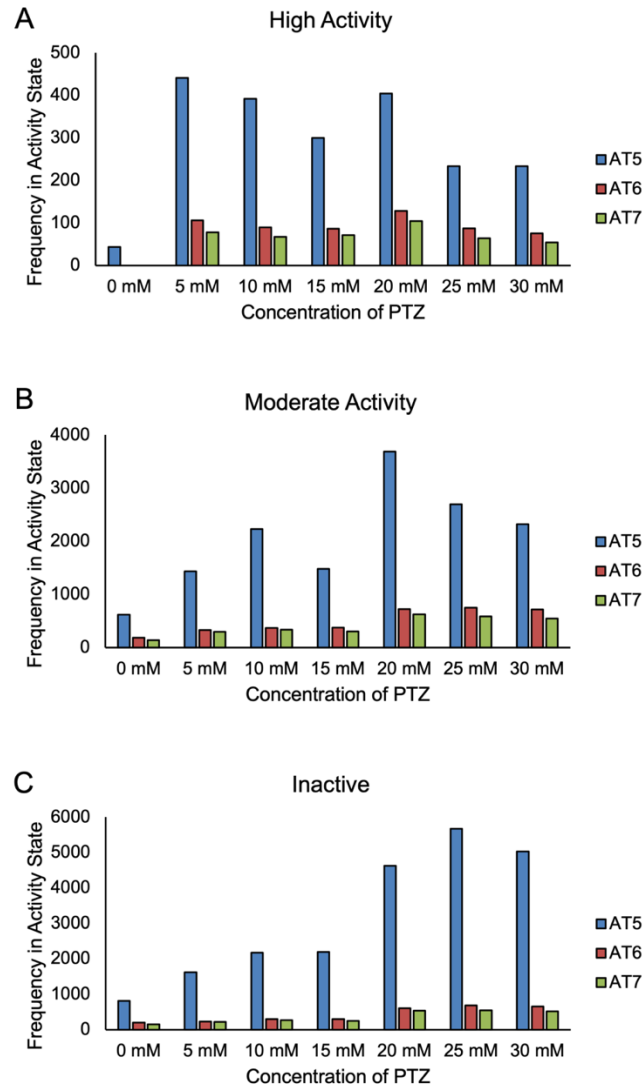 A
High Activity
Frequency in Activity State
500
400
300
200
100
0
0 mM 5 mM 10 mM 15 mM 20 mM 25 mM 30 mM
Concentration of PTZ
AT5
AT6
AT7
B
Moderate Activity
Frequency in Activity State
4000
3000
2000
1000
0
0 mM 5 mM 10 mM 15 mM 20 mM 25 mM 30 mM
Concentration of PTZ
AT5
AT6
AT7
C
Inactive
Frequency in Activity State
6000
5000
4000
3000
2000
1000
0
0 mM 5 mM 10 mM 15 mM 20 mM 25 mM 30 mM
Concentration of PTZ
AT5
AT6
AT7